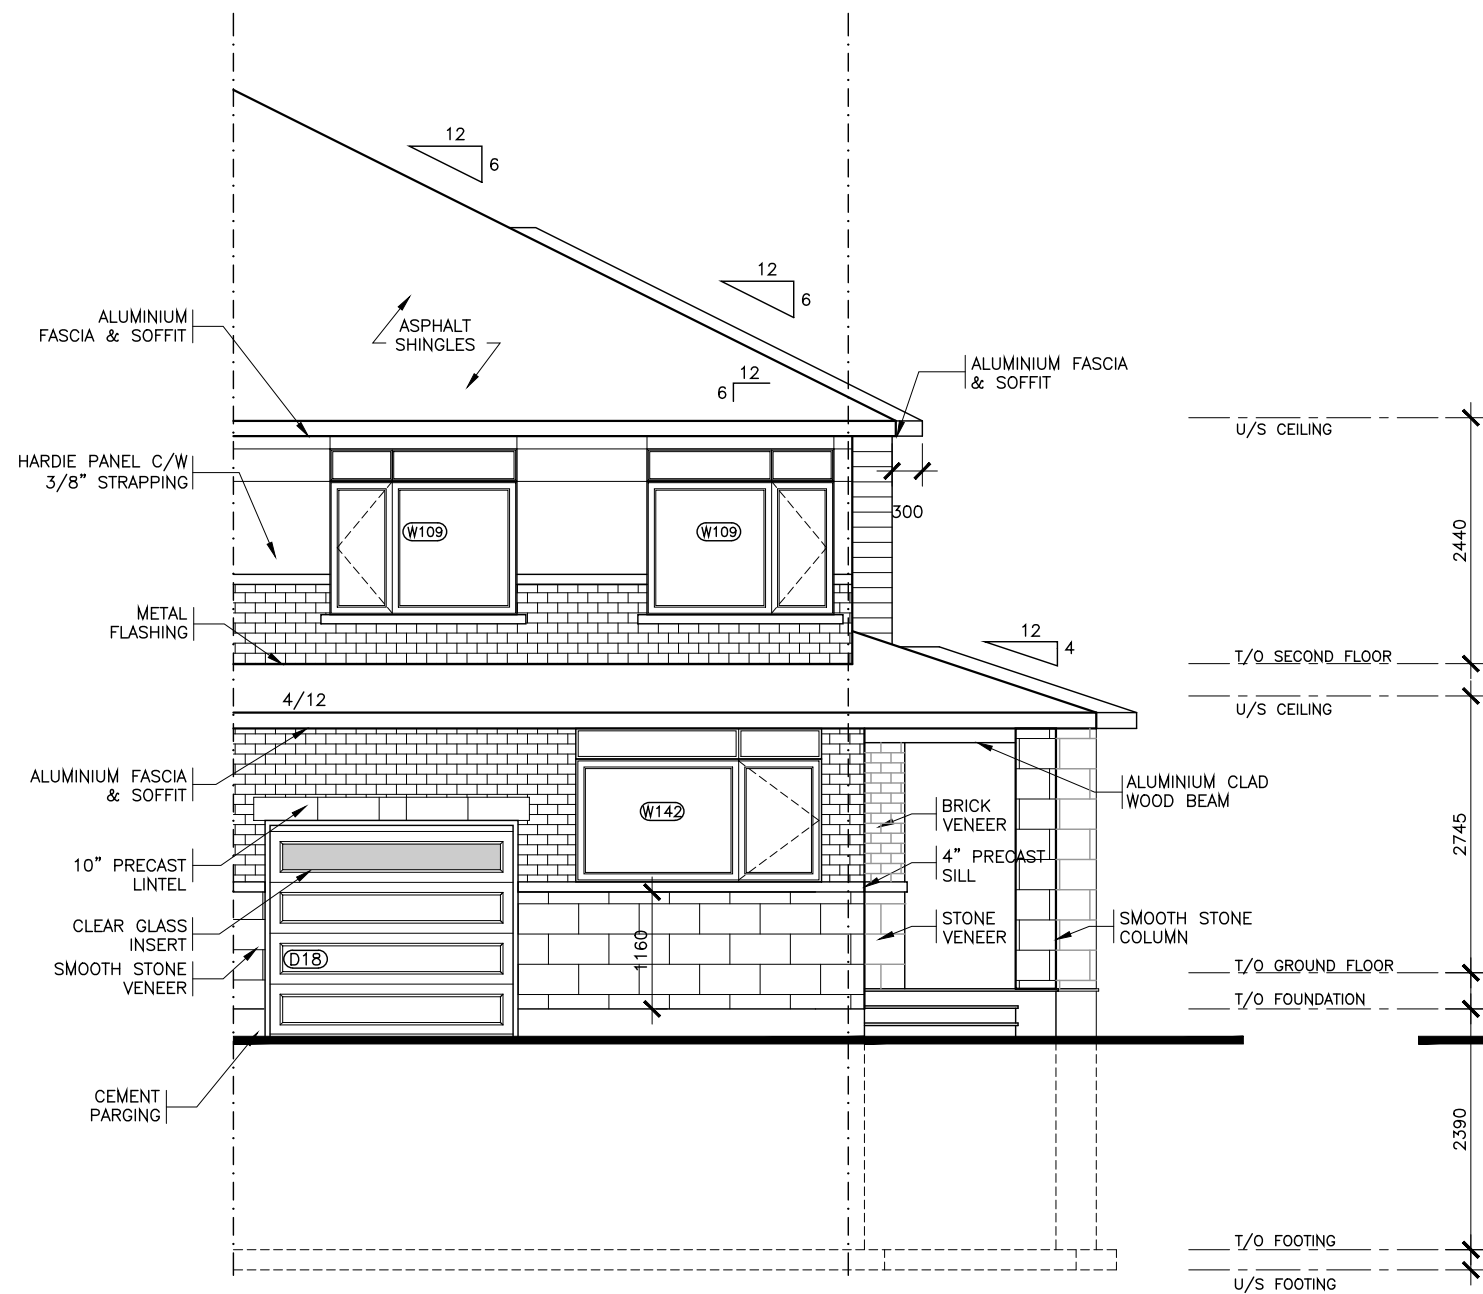 12
6
12
6
ALUMINIUM
FASCIA & SOFFIT
ASPHALT
SHINGLES
12
6
ALUMINIUM FASCIA
& SOFFIT
U/S CEILING
HARDIE PANEL C/W
3/8" STRAPPING
W109
W109
300
2440
METAL
FLASHING
12
4
T/O SECOND FLOOR
4/12
U/S CEILING
ALUMINIUM FASCIA
& SOFFIT
W142
BRICK
VENEER
ALUMINIUM CLAD
WOOD BEAM
2745
10" PRECAST
LINTEL
4" PRECAST
SILL
CLEAR GLASS
INSERT
1160
STONE
VENEER
SMOOTH STONE
COLUMN
D18
SMOOTH STONE
VENEER
T/O GROUND FLOOR
T/O FOUNDATION
CEMENT
PARGING
2390
T/O FOOTING
U/S FOOTING